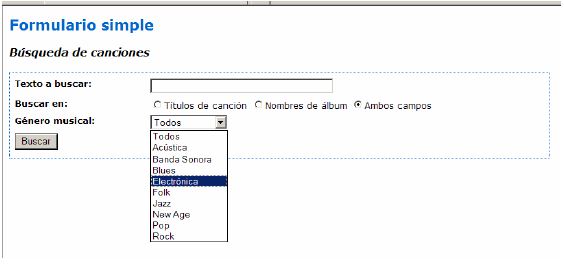 Formulario simple
Búsqueda de canciones
Texto a buscar:
Buscar en: Títulos de canción Nombres de álbum Ambos campos
Género musical: Todos
Buscar
Todos
Acústica
Banda Sonora
Blues
Electrónica
Folk
Jazz
New Age
Pop
Rock